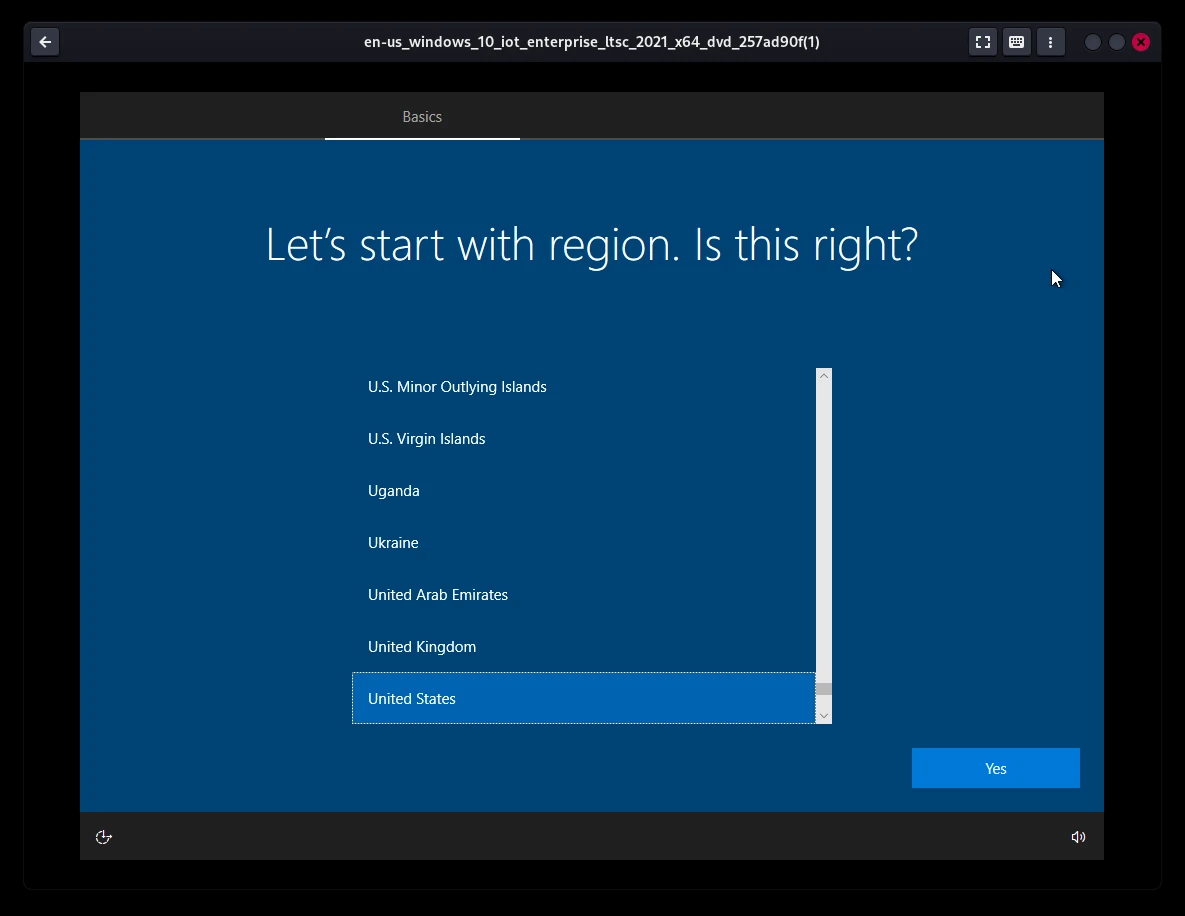 en-us_windows_10_iot_enterprise_ltsc_2021_x64_dvd_257ad90f(1)
Basics
Let’s start with region. Is this right?
U.S. Minor Outlying Islands
U.S. Virgin Islands
Uganda
Ukraine
United Arab Emirates
United Kingdom
United States
Yes